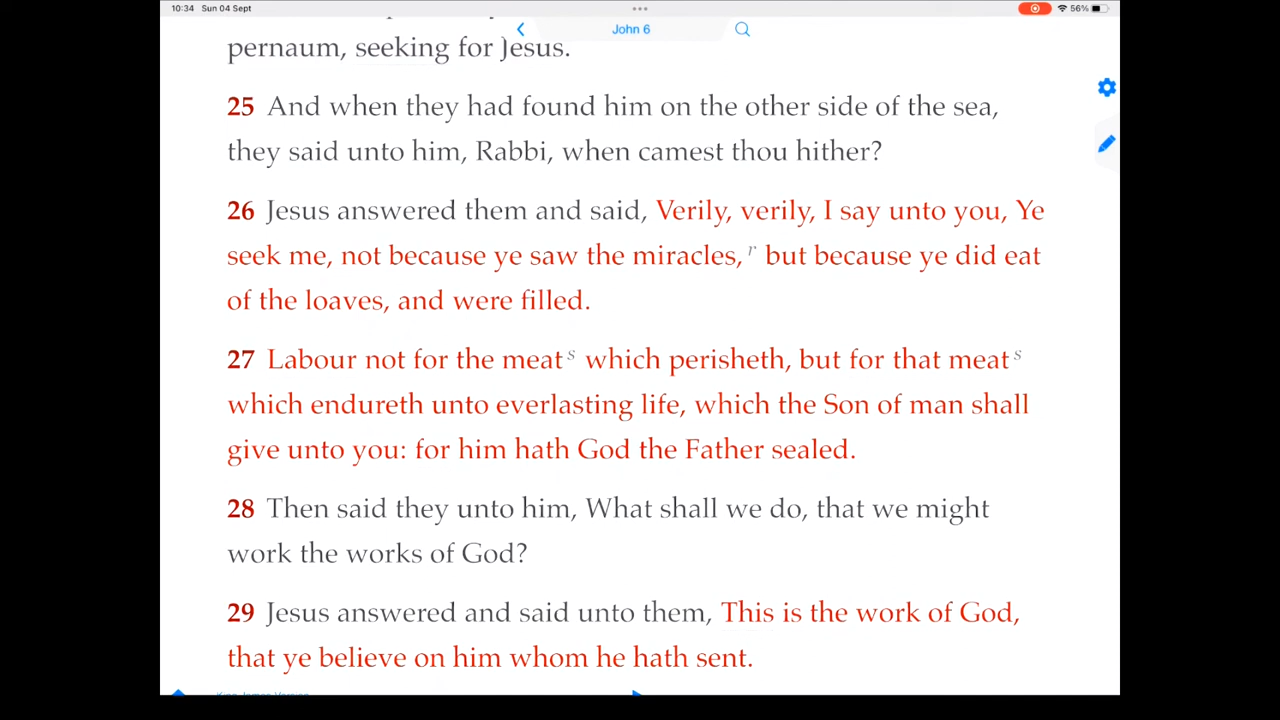 10:34 Sun 04 Sept
56%
John 6
pernaum, seeking for Jesus.
25 And when they had found him on the other side of the sea,
they said unto him, Rabbi, when camest thou hither?
26 Jesus answered them and said, Verily, verily, I say unto you, Ye
seek me, not because ye saw the miracles, r but because ye did eat
of the loaves, and were filled.
27 Labour not for the meat s which perisheth, but for that meat s
which endureth unto everlasting life, which the Son of man shall
give unto you: for him hath God the Father sealed.
28 Then said they unto him, What shall we do, that we might
work the works of God?
29 Jesus answered and said unto them, This is the work of God,
that ye believe on him whom he hath sent.
King James Version